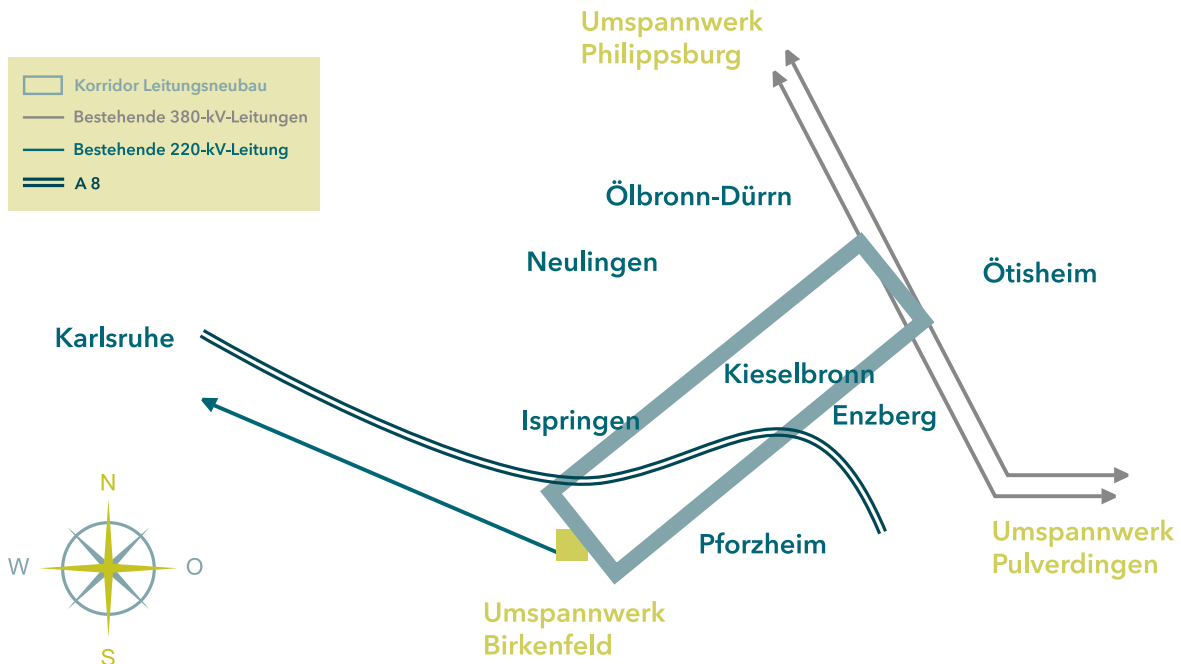 Umspannwerk
Philippsburg
Korridor Leitungsneubau
Bestehende 380-kV-Leitungen
Bestehende 220-kV-Leitung
A 8
Ölbronn-Dürrn
Neulingen
Ötisheim
Karlsruhe
Kieselbronn
Ispringen
Enzberg
N
W
O
S
Pforzheim
Umspannwerk
Pulverdingen
Umspannwerk
Birkenfeld